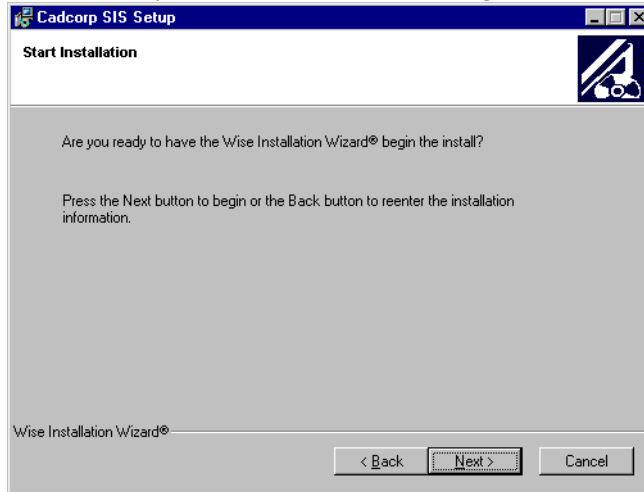 Cadcorp SIS Setup
Start Installation
Are you ready to have the Wise Installation Wizard® begin the install?
Press the Next button to begin or the Back button to reenter the installation
information.
Wise Installation Wizard®
< Back Next > Cancel